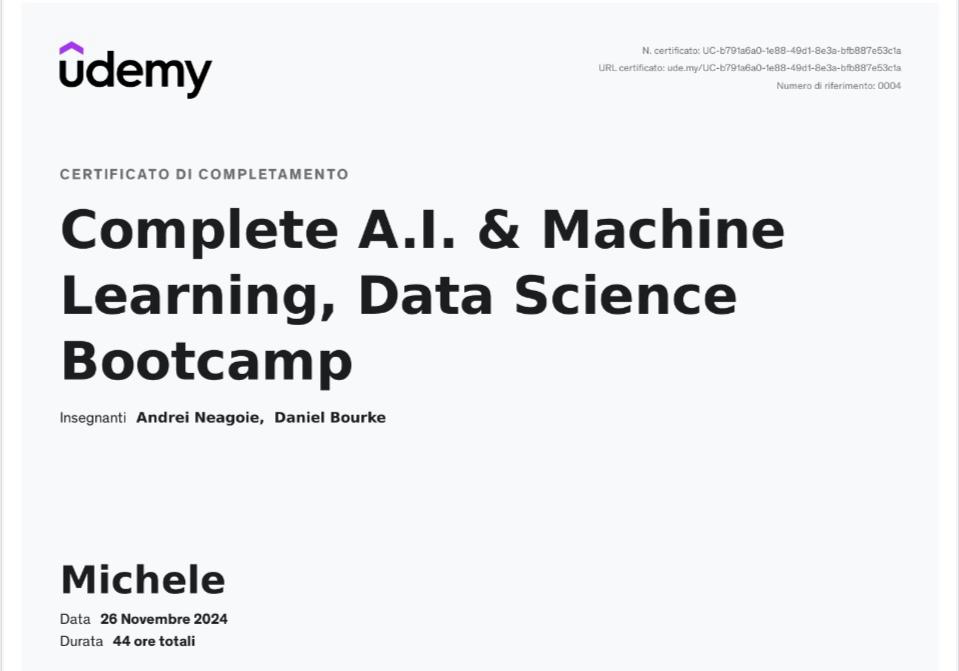 udemy
N. certificato: UC-b791a6a0-1e88-49d1-8e3a-bfb887e53c1a
URL certificato: ude.my/UC-b791a6a0-1e88-49d1-8e3a-bfb887e53c1a
Numero di riferimento: 0004
CERTIFICATO DI COMPLETAMENTO
Complete A.I. & Machine
Learning, Data Science
Bootcamp
Insegnanti Andrei Neagoie, Daniel Bourke
Michele
Data 26 Novembre 2024
Durata 44 ore totali